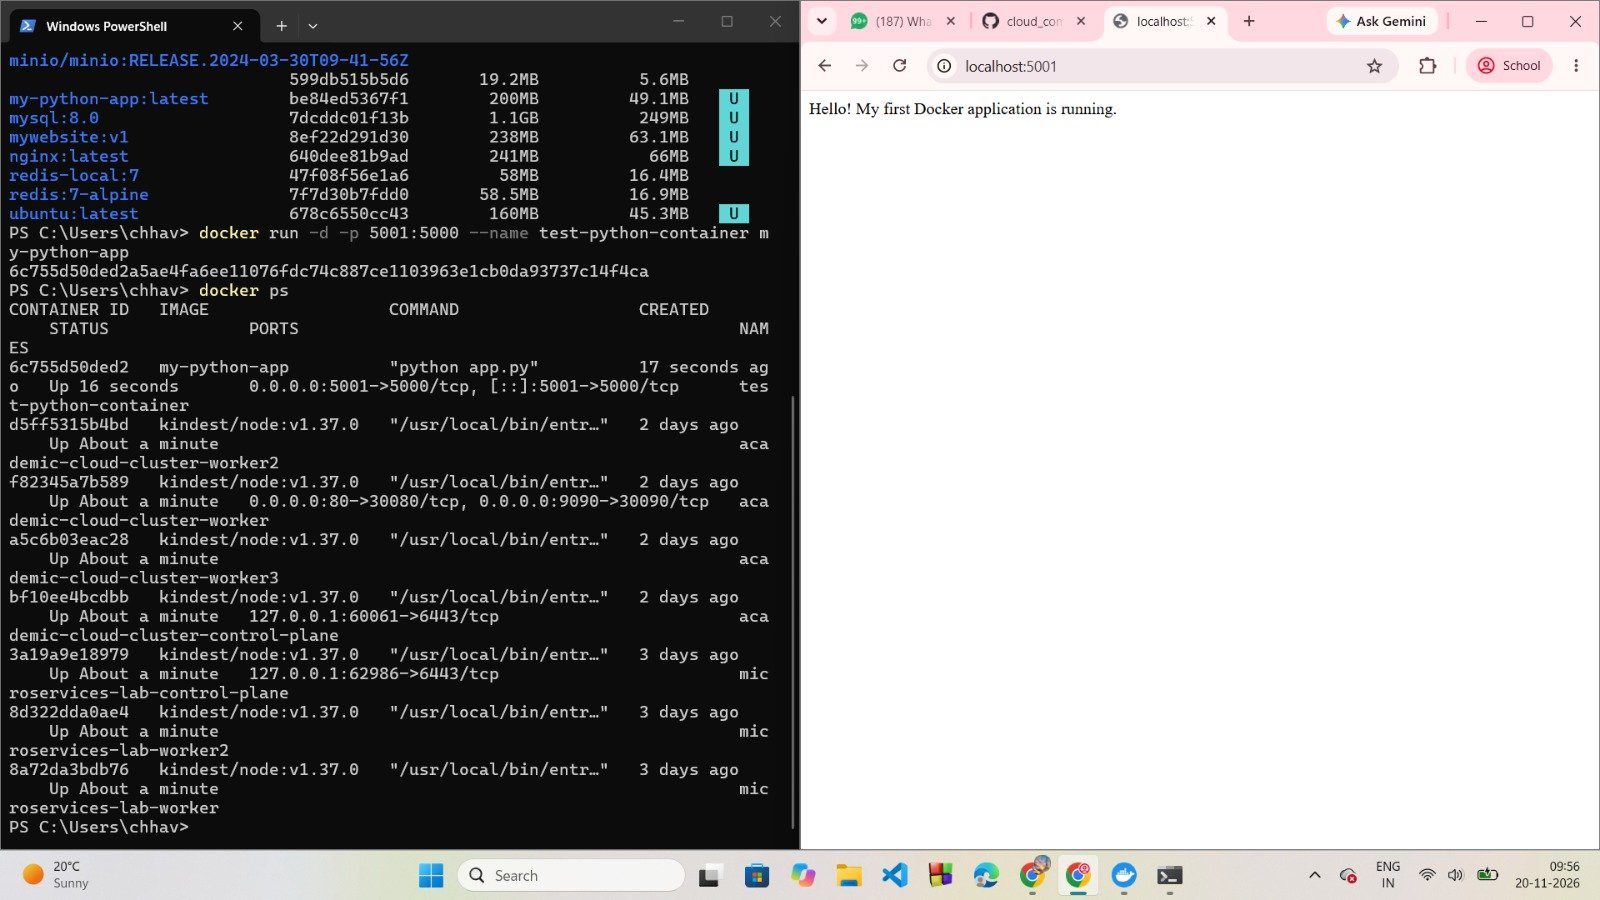 Windows PowerShell
minio/minio:RELEASE.2024-03-30T09-41-56Z
599db515b5d6 19.2MB 5.6MB
my-python-app:latest be84ed5367f1 200MB 49.1MB U
mysql:8.0 7dcddc01f13b 1.1GB 249MB U
mywebsite:v1 8ef22d291d30 238MB 63.1MB U
nginx:latest 640dee81b9ad 241MB 66MB U
redis-local:7 47f08f56e1a6 58MB 16.4MB
redis:7-alpine 7f7d30b7fdd0 58.5MB 16.9MB
ubuntu:latest 678c6550cc43 160MB 45.3MB U
PS C:\Users\chhav> docker run -d -p 5001:5000 --name test-python-container m
y-python-app
6c755d50ded2a5ae4fa6ee11076fdc74c887ce1103963e1cb0da93737c14f4ca
PS C:\Users\chhav> docker ps
CONTAINER ID IMAGE COMMAND CREATED
STATUS PORTS NAM
ES
6c755d50ded2 my-python-app "python app.py" 17 seconds ag
o Up 16 seconds 0.0.0.0:5001->5000/tcp, [::]:5001->5000/tcp tes
t-python-container
d5ff5315b4bd kindest/node:v1.37.0 "/usr/local/bin/entr…" 2 days ago
Up About a minute aca
demic-cloud-cluster-worker2
f82345a7b589 kindest/node:v1.37.0 "/usr/local/bin/entr…" 2 days ago
Up About a minute 0.0.0.0:80->30080/tcp, 0.0.0.0:9090->30090/tcp aca
demic-cloud-cluster-worker
a5c6b03eac28 kindest/node:v1.37.0 "/usr/local/bin/entr…" 2 days ago
Up About a minute aca
demic-cloud-cluster-worker3
bf10ee4bcdbb kindest/node:v1.37.0 "/usr/local/bin/entr…" 2 days ago
Up About a minute 127.0.0.1:60061->6443/tcp aca
demic-cloud-cluster-control-plane
3a19a9e18979 kindest/node:v1.37.0 "/usr/local/bin/entr…" 3 days ago
Up About a minute 127.0.0.1:62986->6443/tcp mic
roservices-lab-control-plane
8d322dda0ae4 kindest/node:v1.37.0 "/usr/local/bin/entr…" 3 days ago
Up About a minute mic
roservices-lab-worker2
8a72da3bdb76 kindest/node:v1.37.0 "/usr/local/bin/entr…" 3 days ago
Up About a minute mic
roservices-lab-worker
PS C:\Users\chhav>
99+ (187) Wha cloud_con localhost:5 Ask Gemini
localhost:5001 School
Hello! My first Docker application is running.
20°C
Sunny
Search
ENG
IN
09:56
20-11-2026